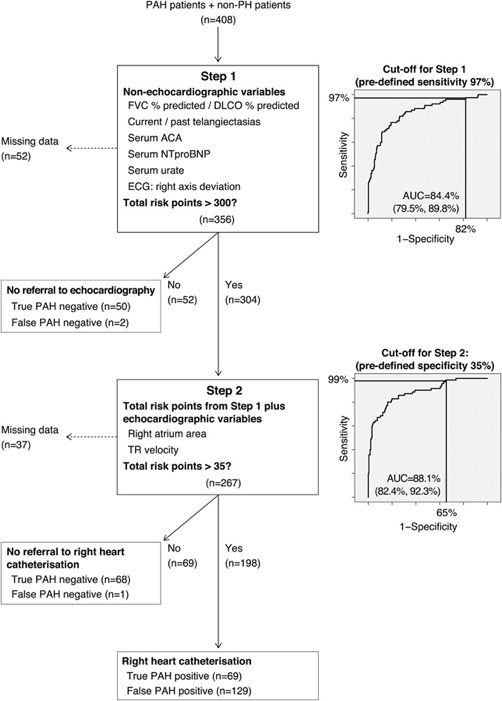 PAH patients + non-PH patients
(n=408)
Step 1
Non-echocardiographic variables
FVC % predicted / DLCO % predicted
Current / past telangiectasias
Serum ACA
Serum NTproBNP
Serum urate
ECG: right axis deviation
Total risk points > 300?
(n=356)
Missing data
(n=52)
Cut-off for Step 1
(pre-defined sensitivity 97%)
97%
Sensitivity
AUC=84.4%
(79.5%, 89.8%)
82%
1−Specificity
No
(n=52)
Yes
(n=304)
No referral to echocardiography
True PAH negative (n=50)
False PAH negative (n=2)
Step 2
Total risk points from Step 1 plus
echocardiographic variables
Right atrium area
TR velocity
Total risk points > 35?
(n=267)
Missing data
(n=37)
Cut-off for Step 2:
(pre-defined specificity 35%)
99%
Sensitivity
AUC=88.1%
(82.4%, 92.3%)
65%
1−Specificity
No
(n=69)
Yes
(n=198)
No referral to right heart
catheterisation
True PAH negative (n=68)
False PAH negative (n=1)
Right heart catheterisation
True PAH positive (n=69)
False PAH positive (n=129)